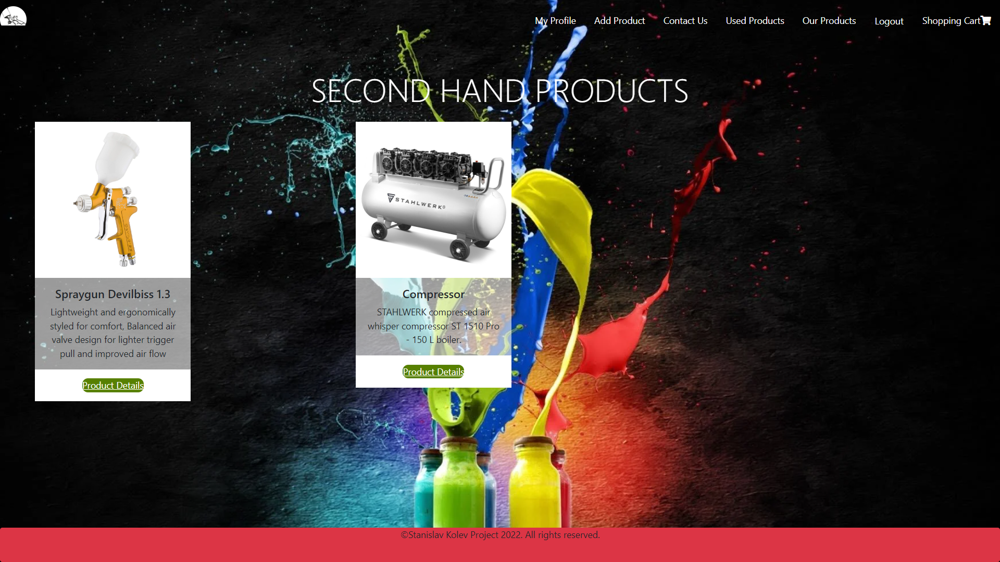 My Profile Add Product Contact Us Used Products Our Products Logout Shopping Cart
SECOND HAND PRODUCTS
STAHLWERK®
Spraygun Devilbiss 1.3
Lightweight and ergonomically
styled for comfort, Balanced air
valve design for lighter trigger
pull and improved air flow
Product Details
Compressor
STAHLWERK compressed air
whisper compressor ST 1510 Pro
- 150 L boiler.
Product Details
©Stanislav Kolev Project 2022. All rights reserved.